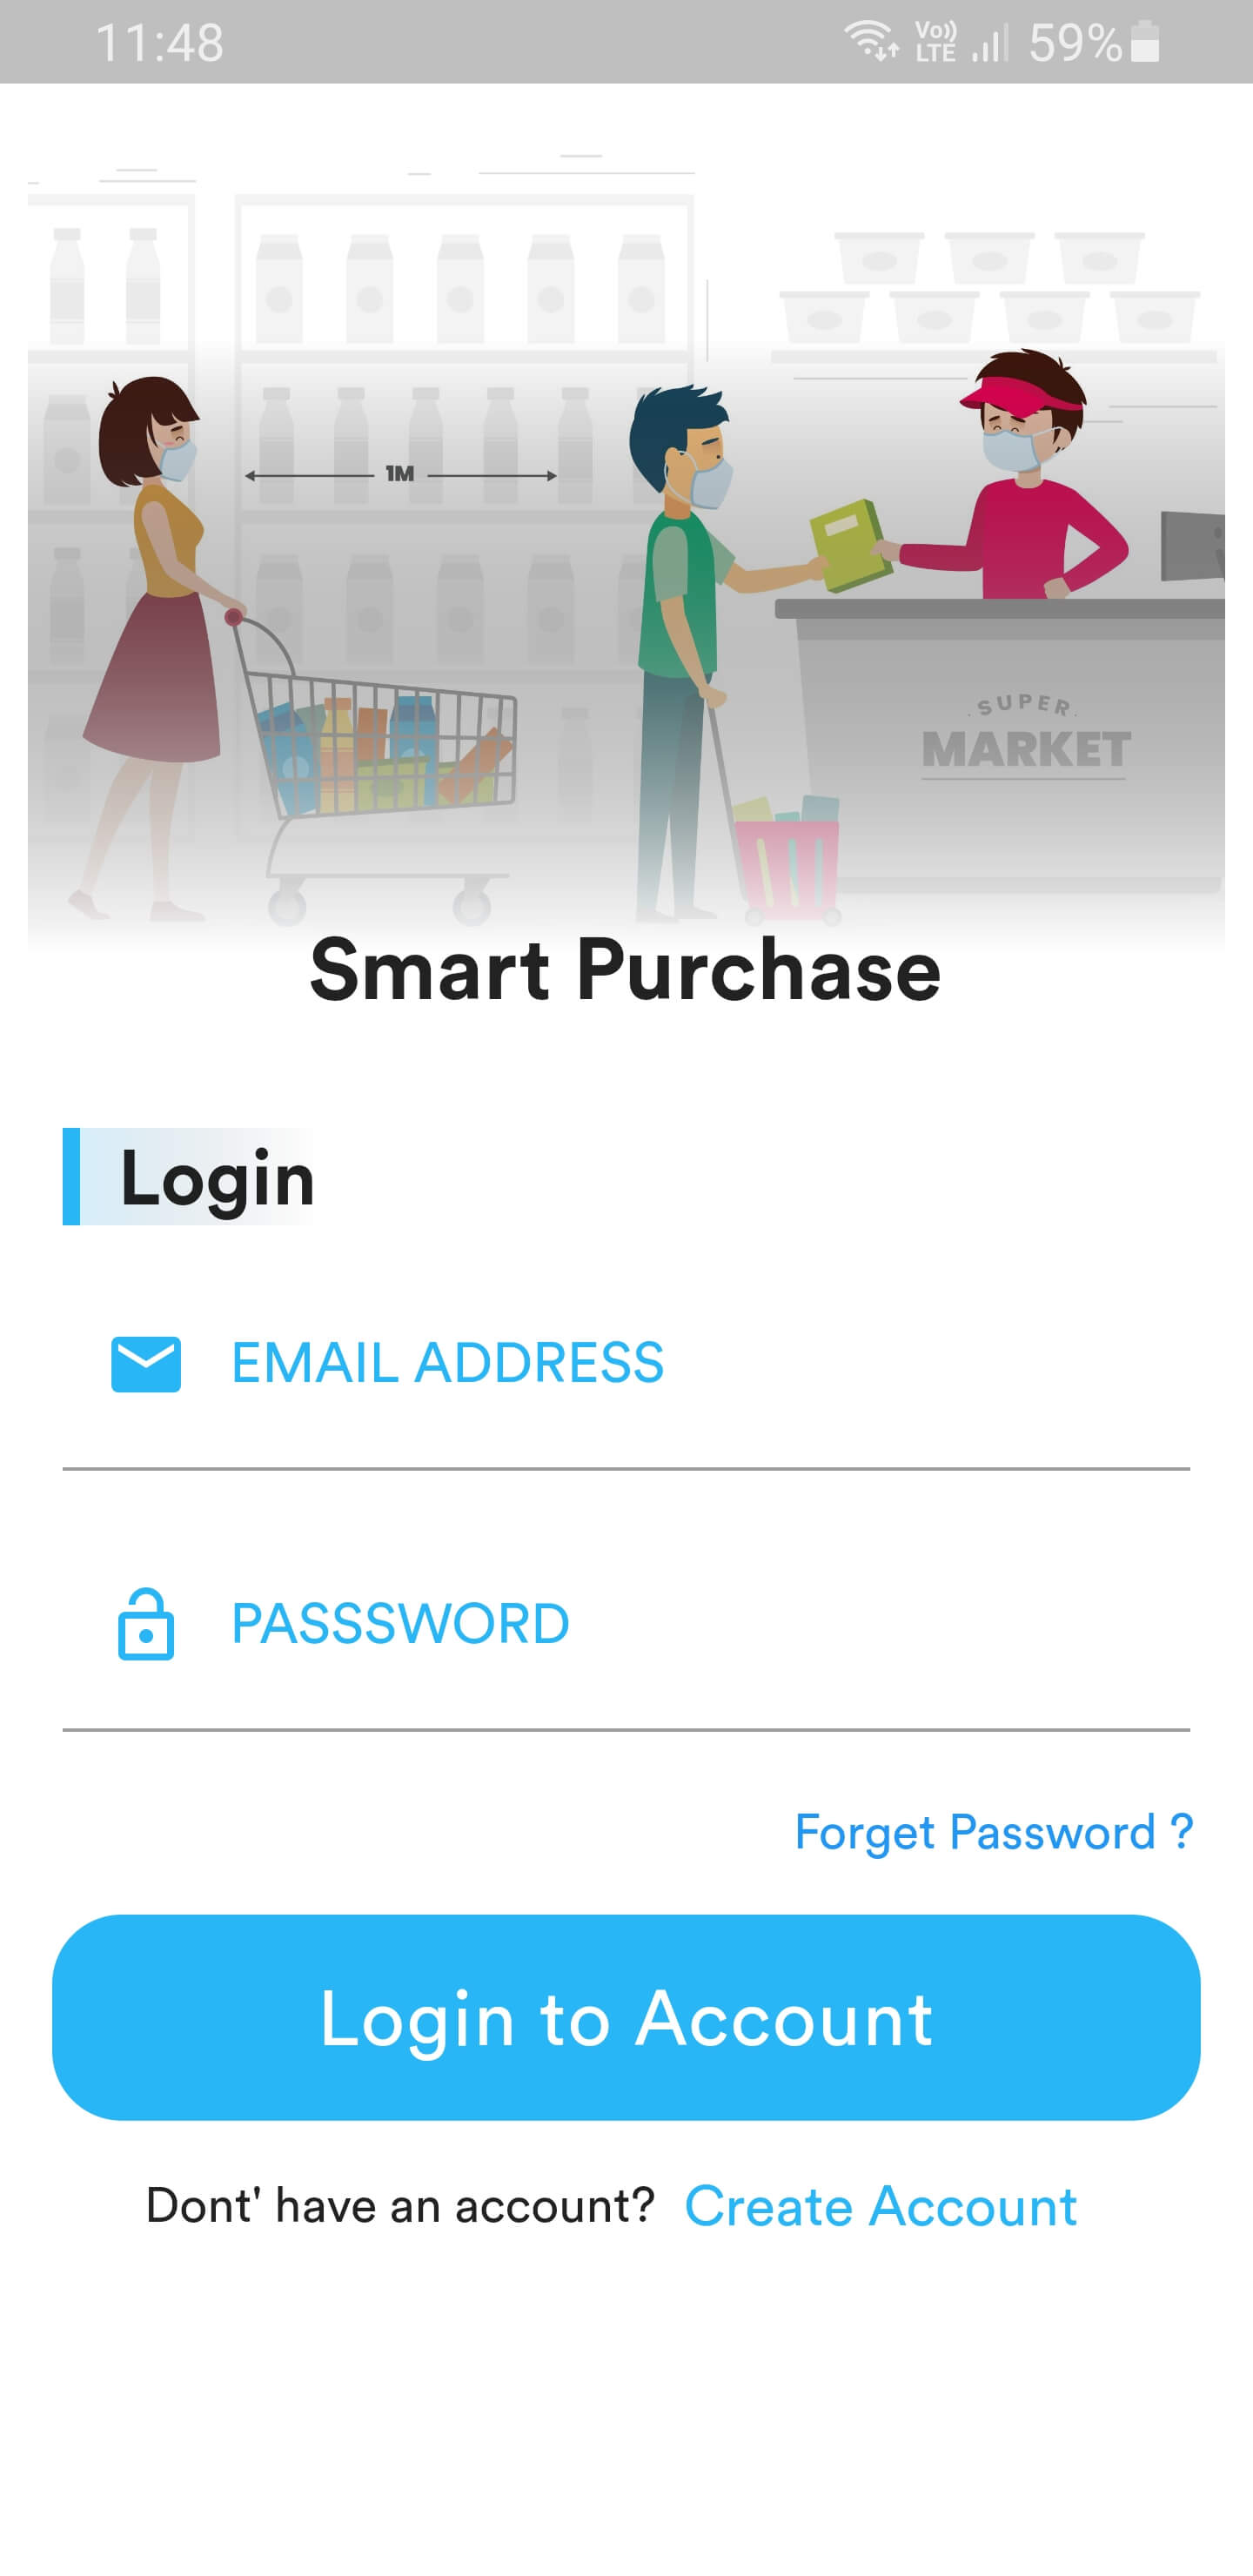 11:48 Vo)) LTE 59%
1M
SUPER
MARKET
Smart Purchase
Login
EMAIL ADDRESS
PASSSWORD
Forget Password ?
Login to Account
Dont' have an account? Create Account